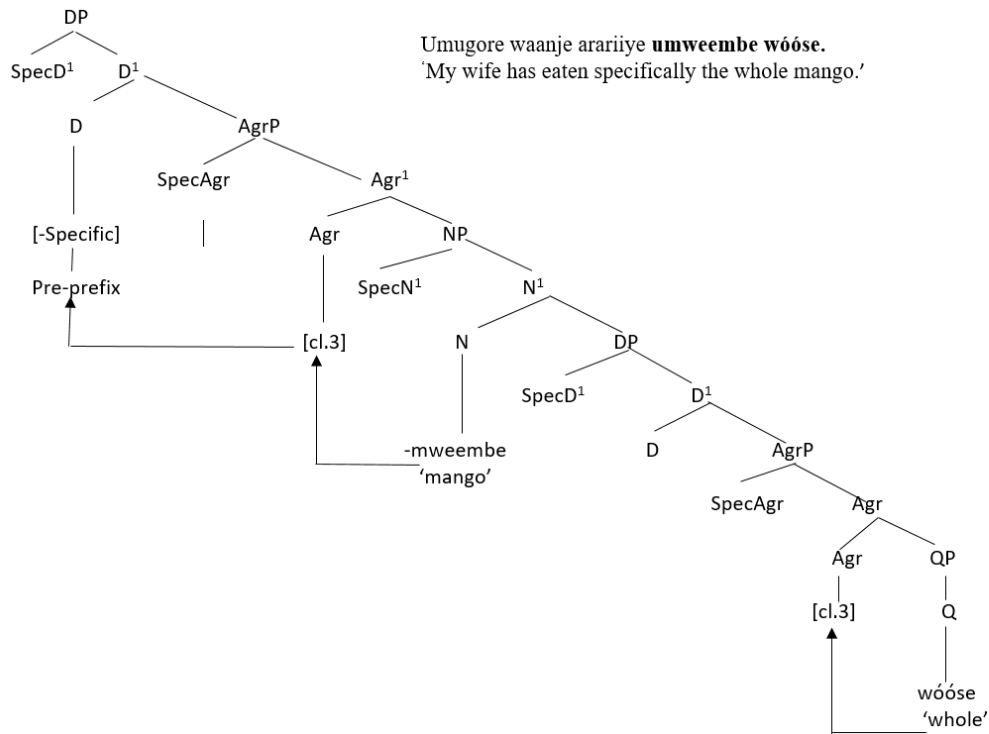 DP
Umugore waanje arariiye umweembe wóóse.
‘My wife has eaten specifically the whole mango.’
SpecD¹ D¹
D AgrP
SpecAgr Agr¹
[-Specific] Agr NP
Pre-prefix SpecN¹ N¹
[cl.3] N DP
SpecD¹ D¹
-mweembe D AgrP
‘mango’
SpecAgr Agr
Agr QP
[cl.3] Q
wóóse
‘whole’